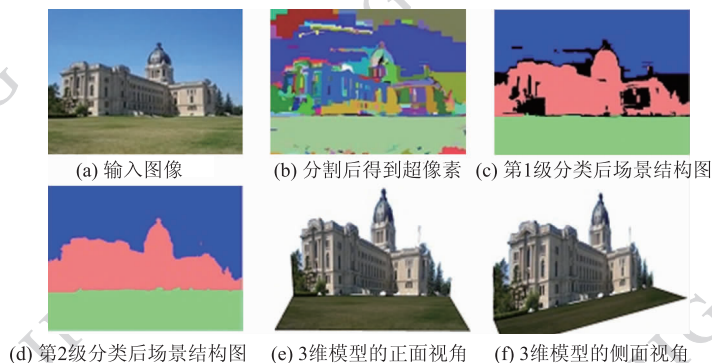 (a) 输入图像
(b) 分割后得到超像素
(c) 第1级分类后场景结构图
(d) 第2级分类后场景结构图
(e) 3维模型的正面视角
(f) 3维模型的侧面视角